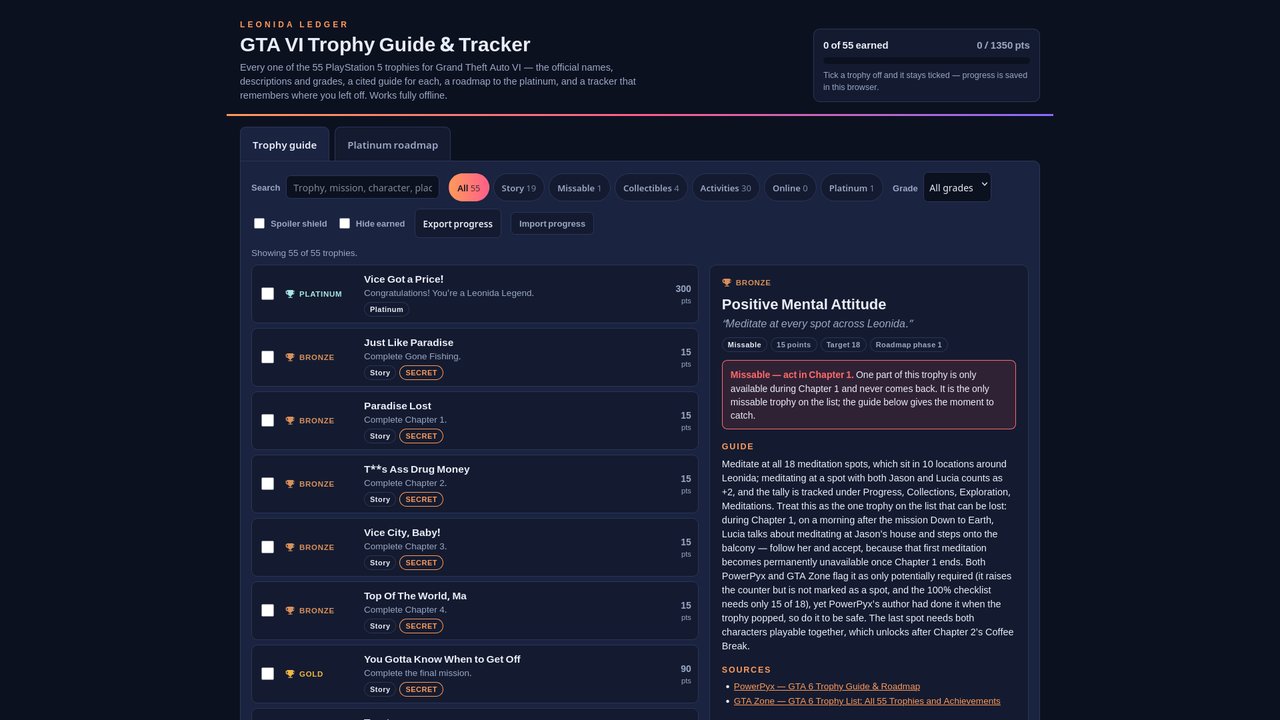 LEONIDA LEDGER
GTA VI Trophy Guide & Tracker
Every one of the 55 PlayStation 5 trophies for Grand Theft Auto VI — the official names,
descriptions and grades, a cited guide for each, a roadmap to the platinum, and a tracker that
remembers where you left off. Works fully offline.
0 of 55 earned
0 / 1350 pts
Tick a trophy off and it stays ticked — progress is saved
in this browser.
Trophy guide
Platinum roadmap
Search
Trophy, mission, character, plac
All 55
Story 19
Missable 1
Collectibles 4
Activities 30
Online 0
Platinum 1
Grade
All grades
Spoiler shield
Hide earned
Export progress
Import progress
Showing 55 of 55 trophies.
PLATINUM
Vice Got a Price!
Congratulations! You're a Leonida Legend.
Platinum
300
pts
BRONZE
Just Like Paradise
Complete Gone Fishing.
Story
SECRET
15
pts
BRONZE
Paradise Lost
Complete Chapter 1.
Story
SECRET
15
pts
BRONZE
T**s Ass Drug Money
Complete Chapter 2.
Story
SECRET
15
pts
BRONZE
Vice City, Baby!
Complete Chapter 3.
Story
SECRET
15
pts
BRONZE
Top Of The World, Ma
Complete Chapter 4.
Story
SECRET
15
pts
GOLD
You Gotta Know When to Get Off
Complete the final mission.
Story
SECRET
90
pts
BRONZE
Positive Mental Attitude
“Meditate at every spot across Leonida.”
Missable
15 points
Target 18
Roadmap phase 1
Missable — act in Chapter 1. One part of this trophy is only
available during Chapter 1 and never comes back. It is the only
missable trophy on the list; the guide below gives the moment to
catch.
GUIDE
Meditate at all 18 meditation spots, which sit in 10 locations around
Leonida; meditating at a spot with both Jason and Lucia counts as
+2, and the tally is tracked under Progress, Collections, Exploration,
Meditations. Treat this as the one trophy on the list that can be lost:
during Chapter 1, on a morning after the mission Down to Earth,
Lucia talks about meditating at Jason's house and steps onto the
balcony — follow her and accept, because that first meditation
becomes permanently unavailable once Chapter 1 ends. Both
PowerPyx and GTA Zone flag it as only potentially required (it raises
the counter but is not marked as a spot, and the 100% checklist
needs only 15 of 18), yet PowerPyx's author had done it when the
trophy popped, so do it to be safe. The last spot needs both
characters playable together, which unlocks after Chapter 2's Coffee
Break.
SOURCES
• PowerPyx — GTA 6 Trophy Guide & Roadmap
• GTA Zone — GTA 6 Trophy List: All 55 Trophies and Achievements